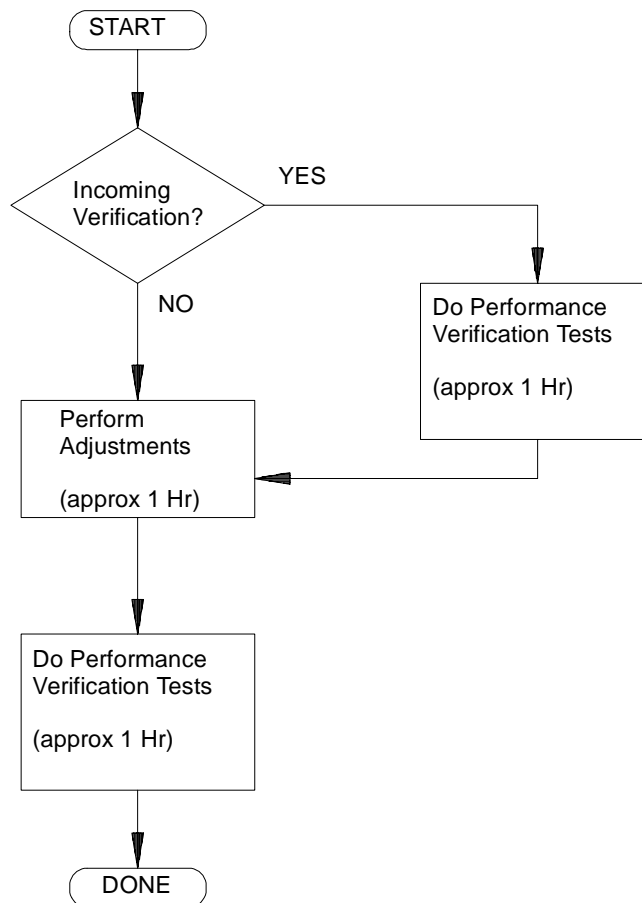 START
Incoming
Verification?
YES
NO
Do Performance
Verification Tests
(approx 1 Hr)
Perform
Adjustments
(approx 1 Hr)
Do Performance
Verification Tests
(approx 1 Hr)
DONE